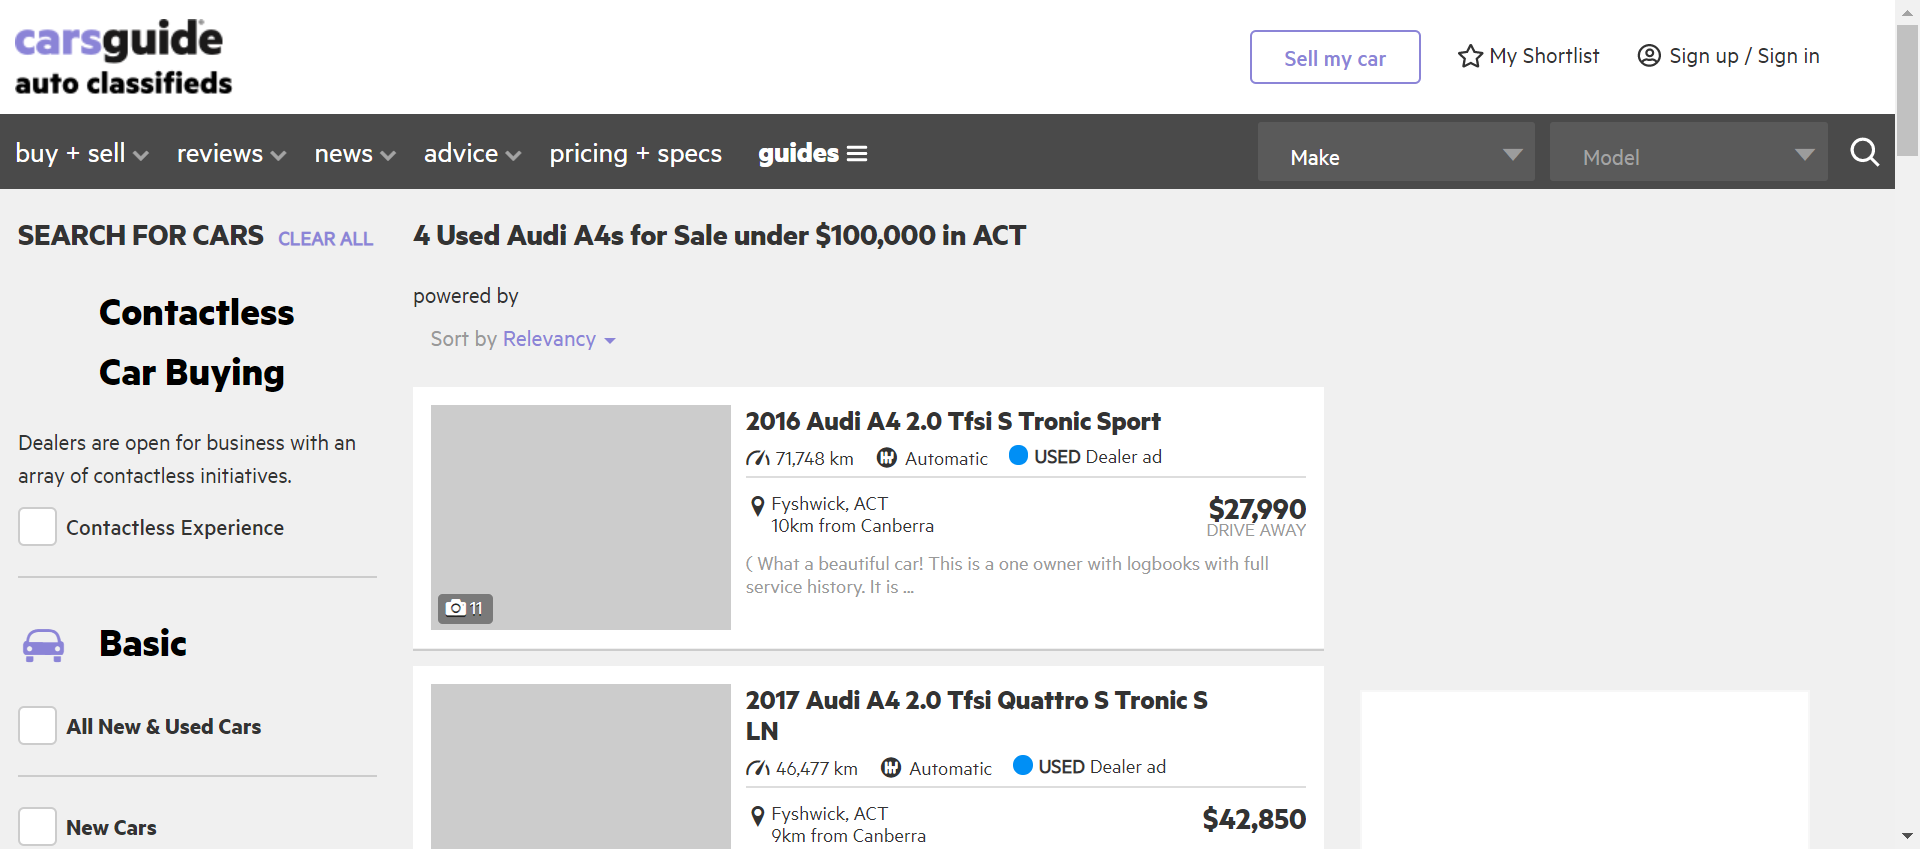 carsguide
auto classifieds
Sell my car
My Shortlist
Sign up / Sign in
buy + sell
reviews
news
advice
pricing + specs
guides
Make
Model
SEARCH FOR CARS
CLEAR ALL
Contactless
Car Buying
Dealers are open for business with an
array of contactless initiatives.
Contactless Experience
Basic
All New & Used Cars
New Cars
4 Used Audi A4s for Sale under $100,000 in ACT
powered by
Sort by Relevancy
2016 Audi A4 2.0 Tfsi S Tronic Sport
71,748 km
Automatic
USED Dealer ad
Fyshwick, ACT
10km from Canberra
$27,990
DRIVE AWAY
( What a beautiful car! This is a one owner with logbooks with full
service history. It is ...
11
2017 Audi A4 2.0 Tfsi Quattro S Tronic S
LN
46,477 km
Automatic
USED Dealer ad
Fyshwick, ACT
9km from Canberra
$42,850